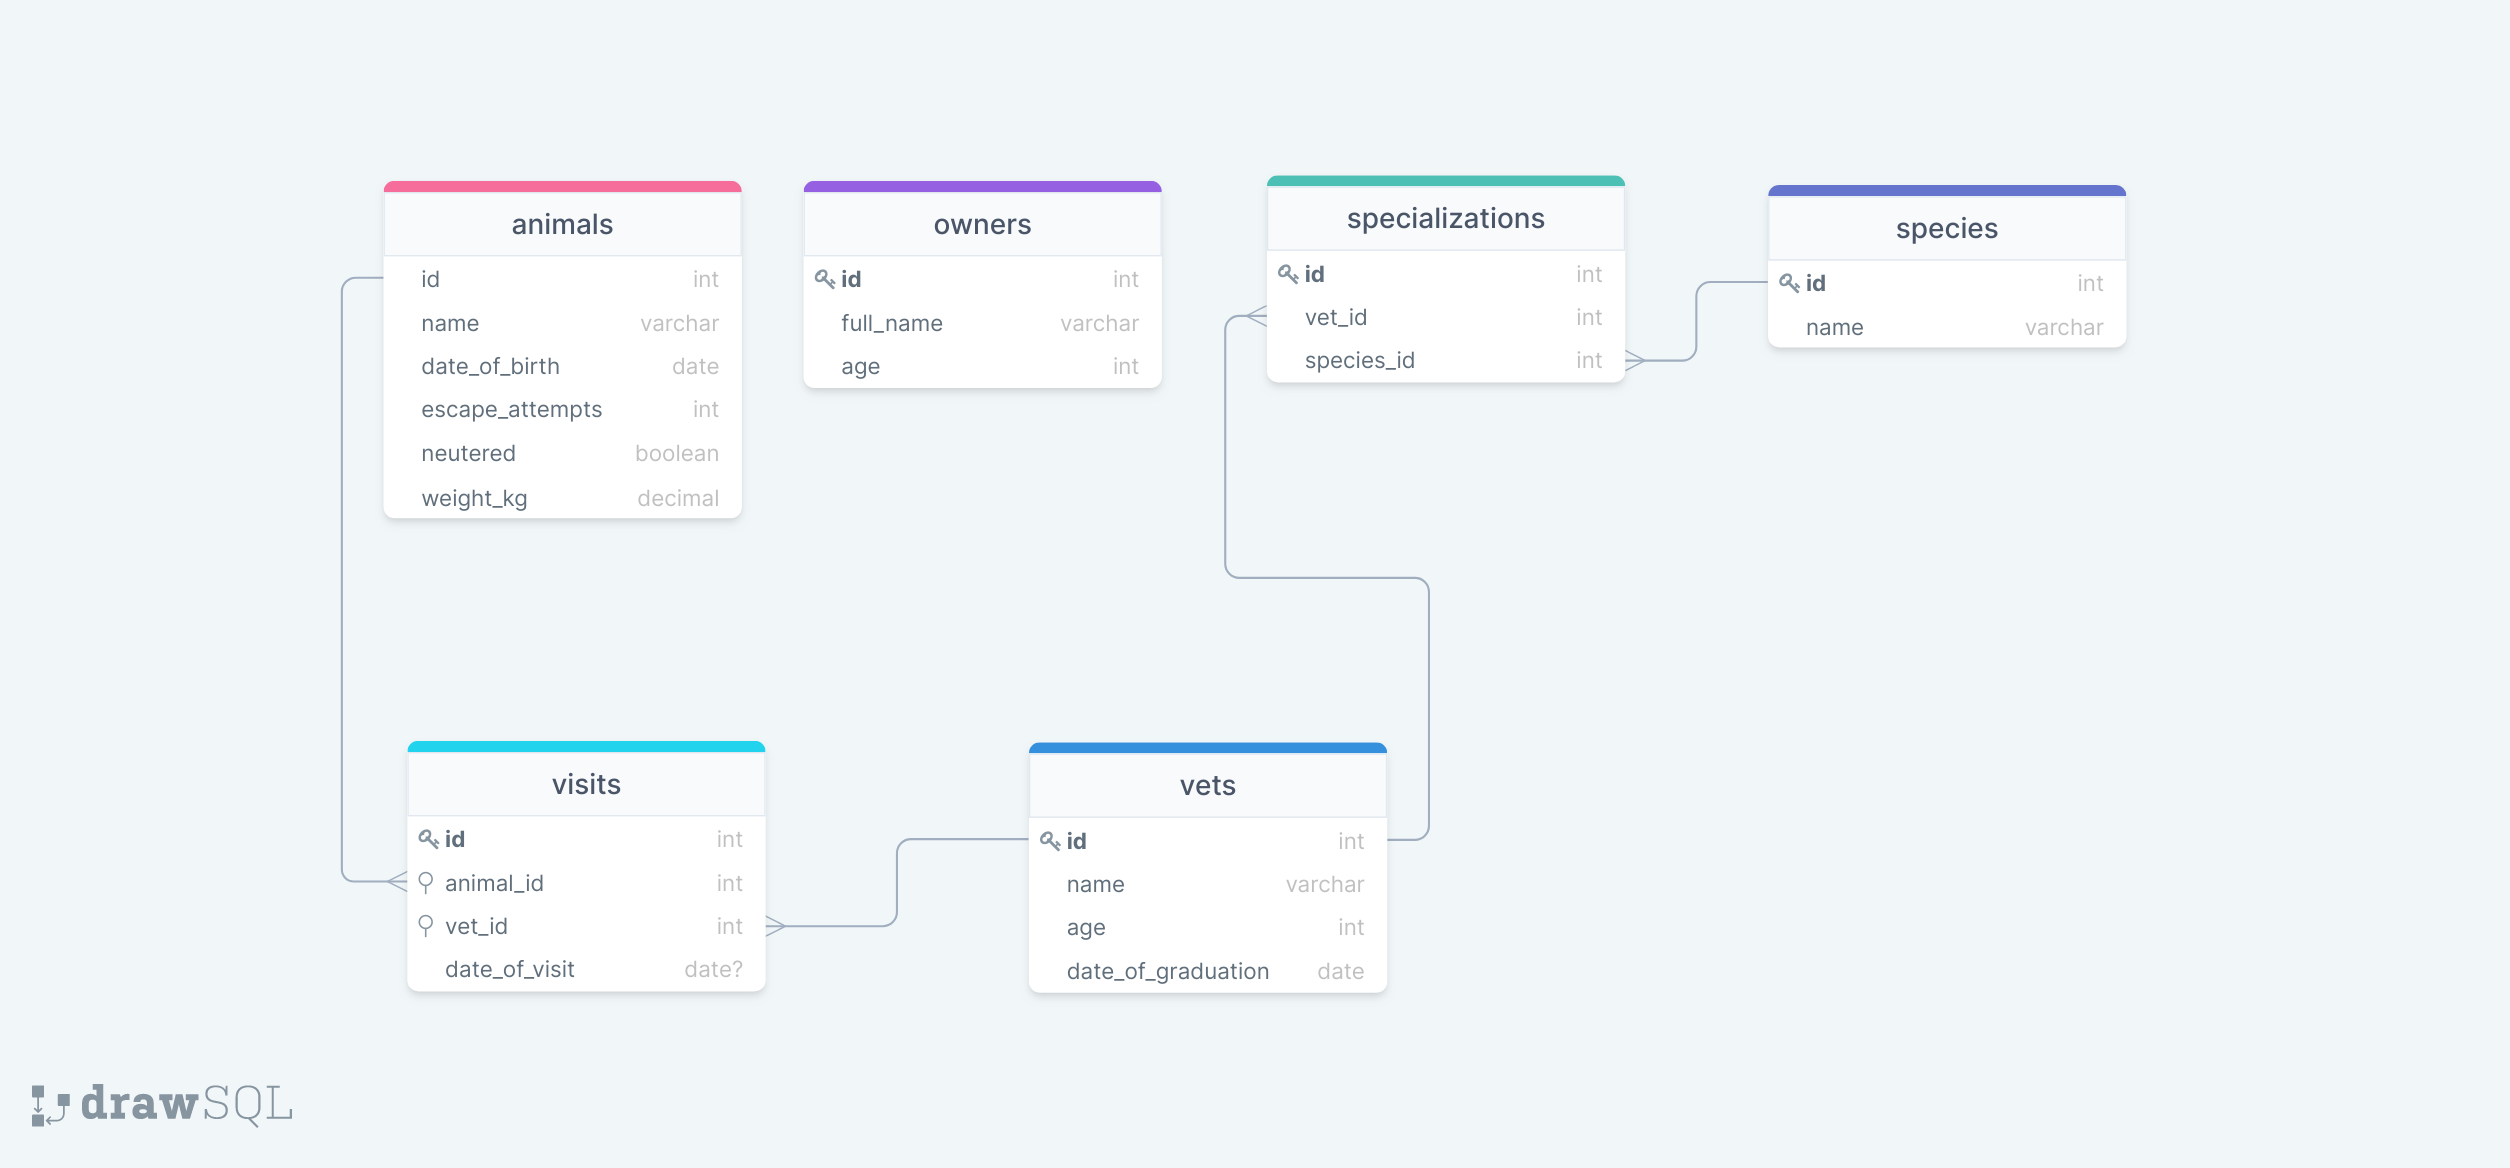 animals
id int
name varchar
date_of_birth date
escape_attempts int
neutered boolean
weight_kg decimal
owners
id int
full_name varchar
age int
specializations
id int
vet_id int
species_id int
species
id int
name varchar
visits
id int
animal_id int
vet_id int
date_of_visit date?
vets
id int
name varchar
age int
date_of_graduation date
drawSQL